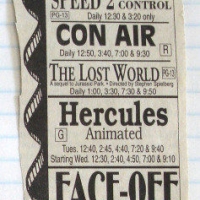 SPEED 2 CONTROL
PG-13 Daily 12:30 & 3:20 only
CON AIR
Daily 12:50, 3:40, 7:00 & 9:30 R
THE LOST WORLD PG-13
A sequel to Jurassic Park • Directed by Steven Spielberg
Daily 1:00, 3:30, 7:30 & 9:50
Hercules
G Animated
Tues. 12:40, 2:45, 4:40, 7:20 & 9:40
Starting Wed. 12:30, 2:40, 4:50, 7:00 & 9:10
FACE-OFF